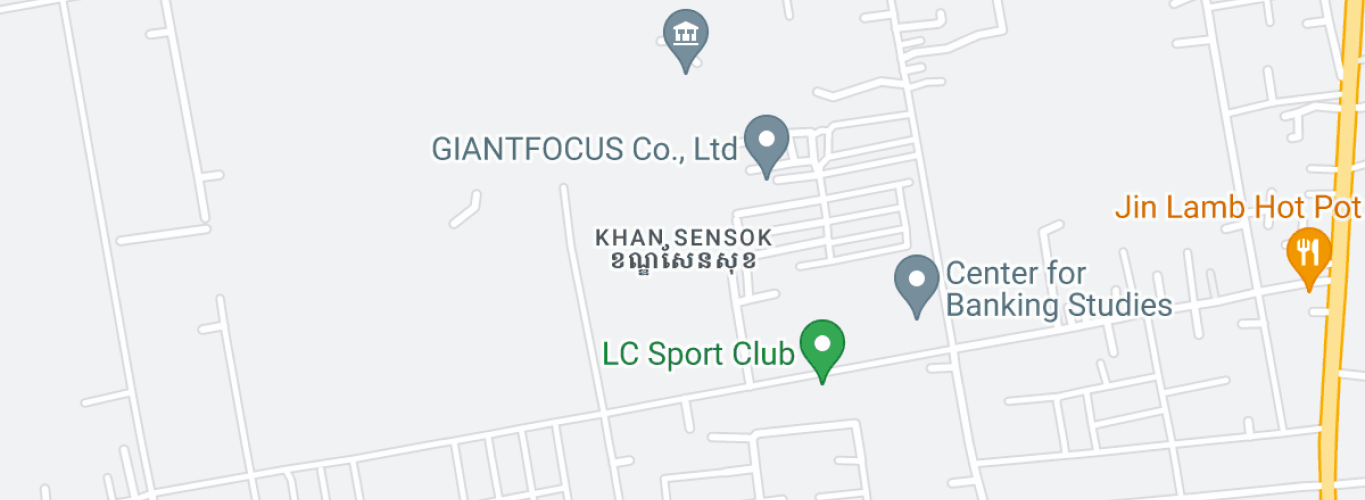 GIANTFOCUS Co., Ltd
Jin Lamb Hot Pot
KHAN SENSOK
ខណ្ឌសែនសុខ
Center for
Banking Studies
LC Sport Club